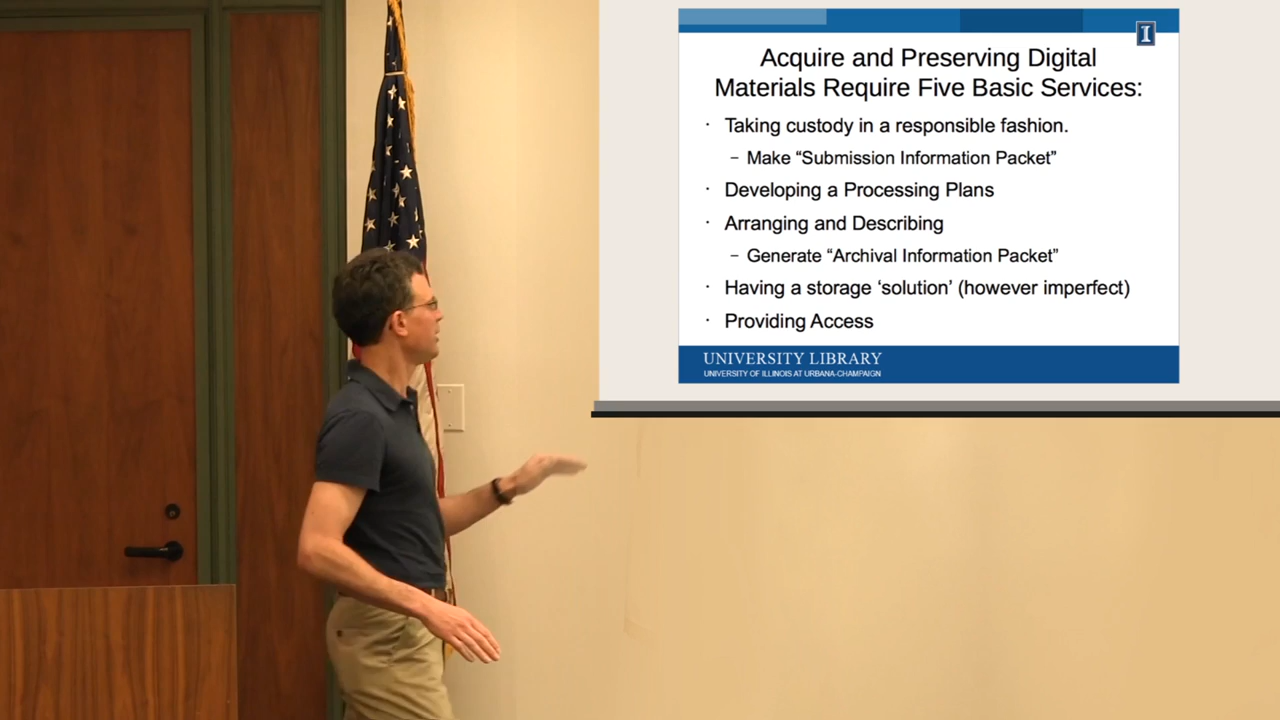 I
Acquire and Preserving Digital
Materials Require Five Basic Services:
· Taking custody in a responsible fashion.
– Make “Submission Information Packet”
· Developing a Processing Plans
· Arranging and Describing
– Generate “Archival Information Packet”
· Having a storage ‘solution’ (however imperfect)
· Providing Access
UNIVERSITY LIBRARY
UNIVERSITY OF ILLINOIS AT URBANA-CHAMPAIGN